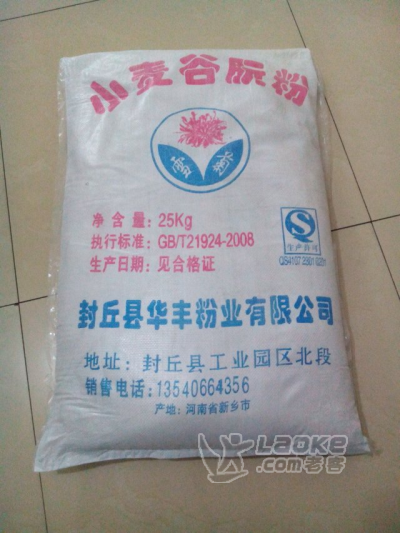 小麦谷朊粉
净含量: 25Kg
执行标准: GB/T21924-2008
生产日期: 见合格证
生产许可
封丘县华丰粉业有限公司
地址: 封丘县工业园区北段
销售电话: 13540664356
产地: 河南省新乡市
LAOKE
.com老客